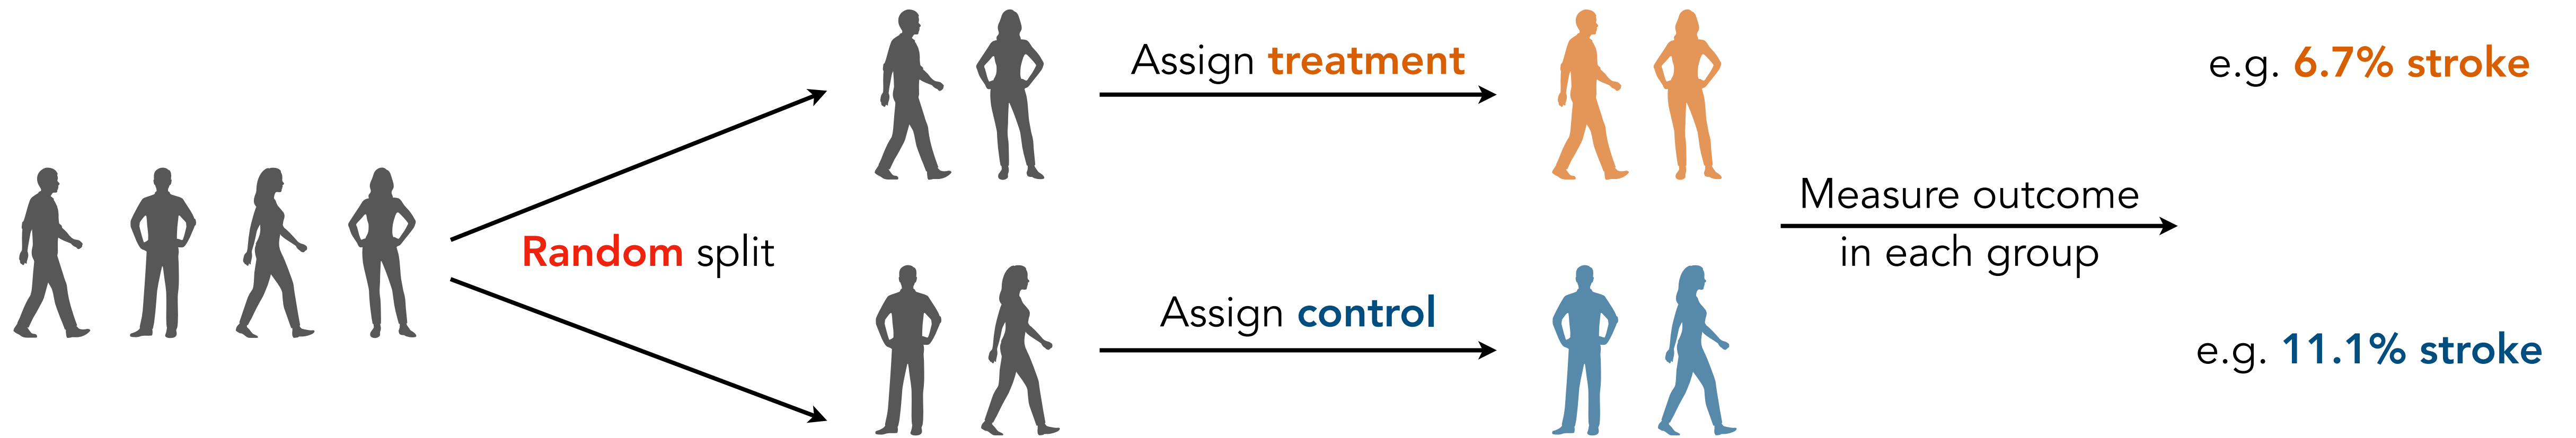 Random split
Assign treatment
Assign control
Measure outcome
in each group
e.g. 6.7% stroke
e.g. 11.1% stroke